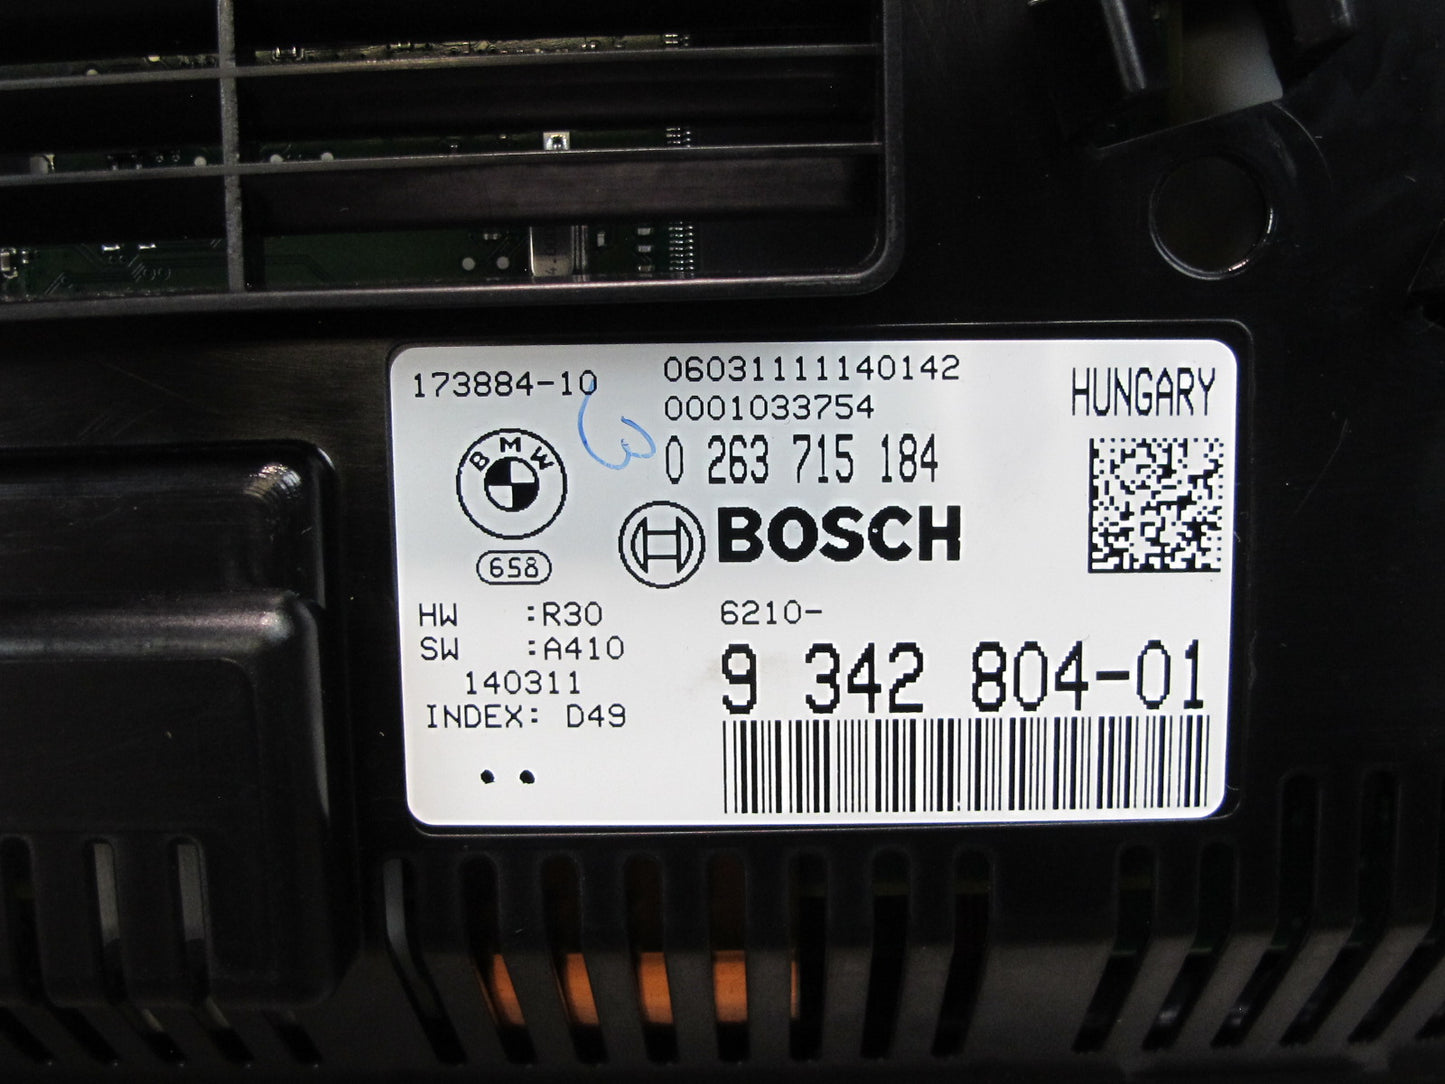 173884-10
06031111140142
0001033754
HUNGARY
0 263 715 184
BMW
BOSCH
658
HW :R30
SW :A410
140311
INDEX: D49
6210-
9 342 804-01